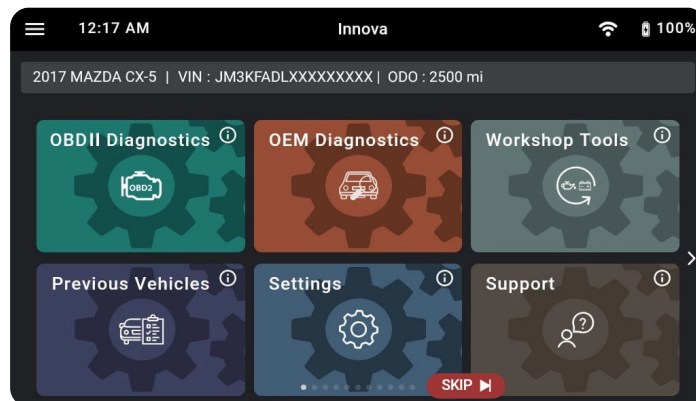 12:17 AM Innova 100%
2017 MAZDA CX-5 | VIN : JM3KFADLXXXXXXXXX | ODO : 2500 mi
OBDII Diagnostics OEM Diagnostics Workshop Tools
OBD2
Previous Vehicles Settings Support
SKIP